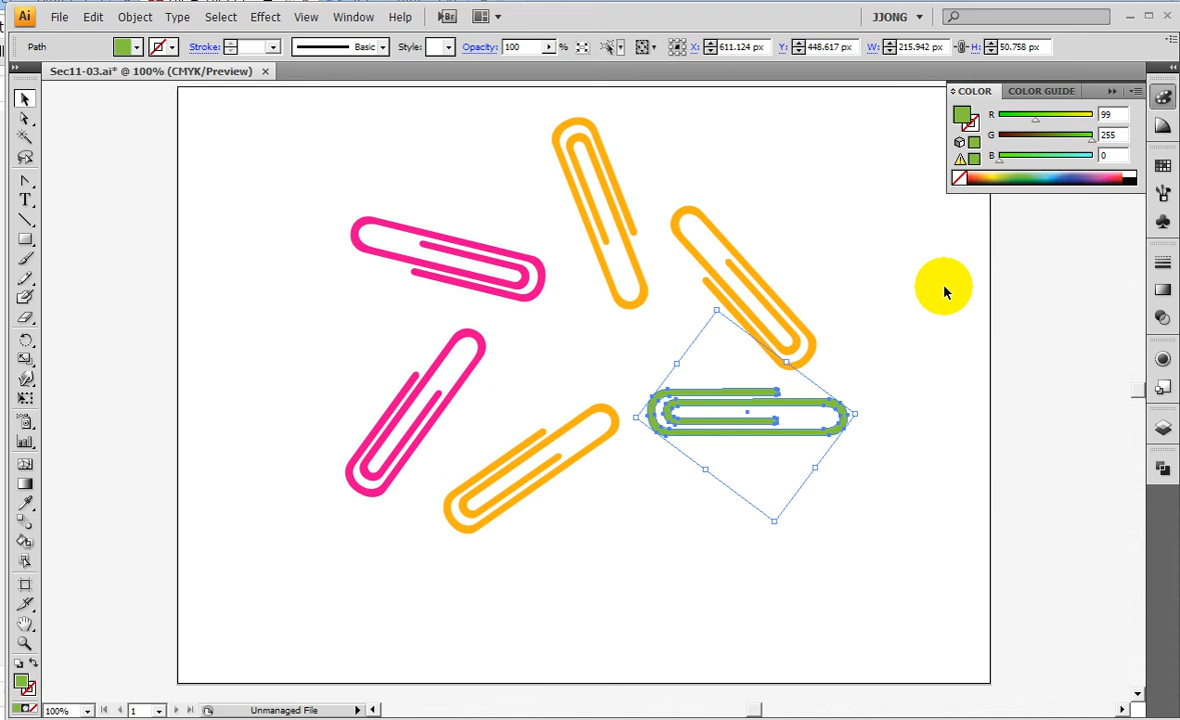 Ai File Edit Object Type Select Effect View Window Help Br JJONG
Path Stroke: Basic Style: Opacity: 100 % X: 611.124 px Y: 448.617 px W: 215.942 px H: 50.758 px
Sec11-03.ai* @ 100% (CMYK/Preview)
COLOR COLOR GUIDE
R 99
G 255
B 0
T
100% 1 Unmanaged File